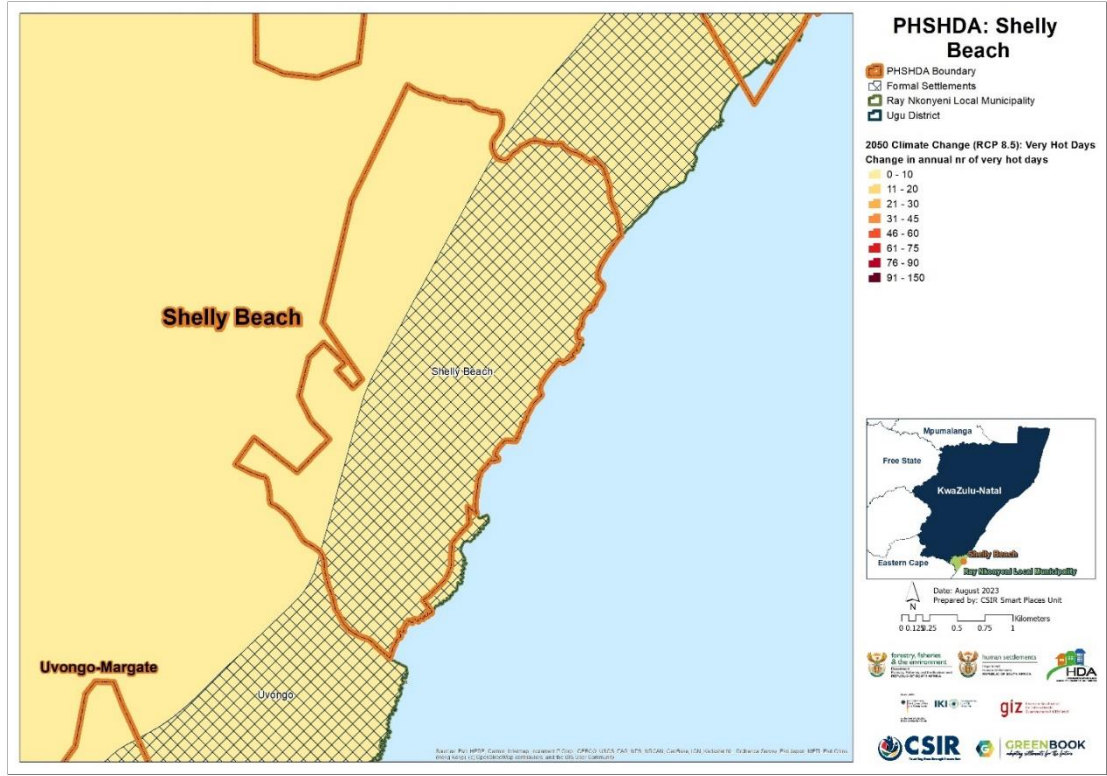 PHSHDA: Shelly
Beach
PHSHDA Boundary
Formal Settlements
Ray Nkonyeni Local Municipality
Ugu District
2050 Climate Change (RCP 8.5): Very Hot Days
Change in annual nr of very hot days
0 - 10
11 - 20
21 - 30
31 - 45
46 - 60
61 - 75
76 - 90
91 - 150
Shelly Beach
Shelly Beach
Uvongo-Margate
Uvongo
Mpumalanga
Free State
KwaZulu-Natal
Eastern Cape
Shelly Beach
Ray Nkonyeni Local Municipality
N
Date: August 2023
Prepared by: CSIR Smart Places Unit
Kilometers
0 0.125 0.25 0.5 0.75 1
forestry, fisheries
& the environment
human settlements
REPUBLIC OF SOUTH AFRICA
HDA
IKI
giz
CSIR
GREENBOOK